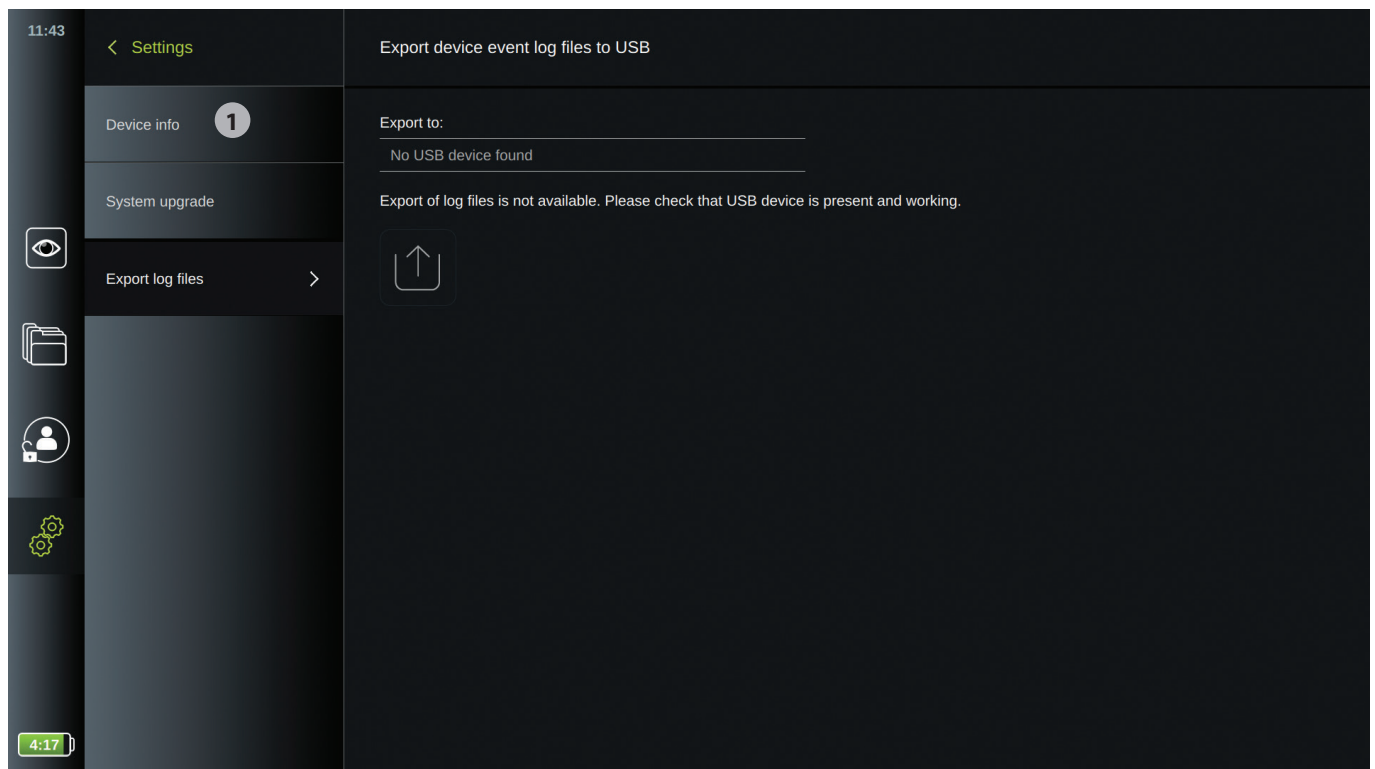 11:43
Settings
Export device event log files to USB
Device info
1
Export to:
No USB device found
System upgrade
Export of log files is not available. Please check that USB device is present and working.
Export log files
4:17